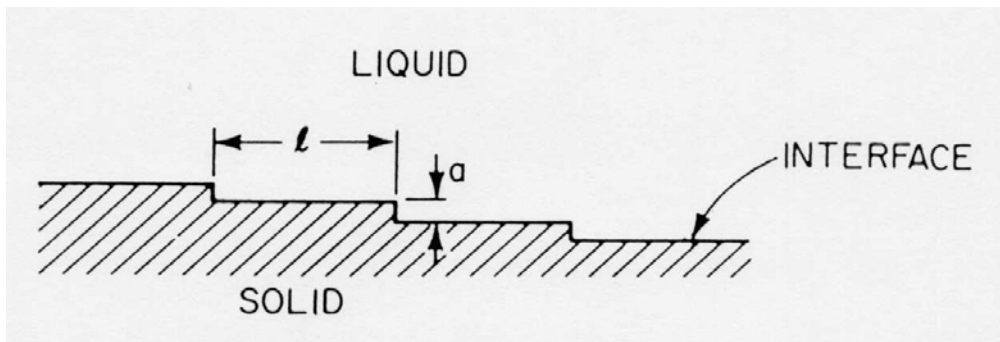 LIQUID
ℓ
a
INTERFACE
SOLID